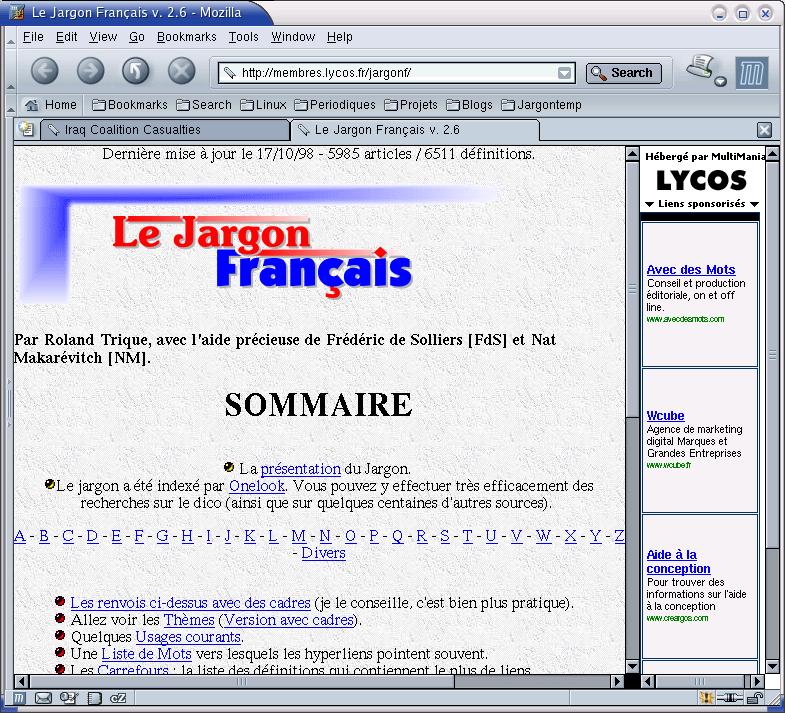 Le Jargon Français v. 2.6 - Mozilla
File Edit View Go Bookmarks Tools Window Help
http://membres.lycos.fr/jargonf/ Search
Home Bookmarks Search Linux Periodiques Projets Blogs Jargontemp
Iraq Coalition Casualties Le Jargon Français v. 2.6
Dernière mise à jour le 17/10/98 - 5985 articles / 6511 définitions.
Le Jargon
Français
Par Roland Trique, avec l'aide précieuse de Frédéric de Solliers [FdS] et Nat
Makarévitch [NM].
SOMMAIRE
La présentation du Jargon.
Le jargon a été indexé par Onelook. Vous pouvez y effectuer très efficacement des
recherches sur le dico (ainsi que sur quelques centaines d'autres sources).
A - B - C - D - E - F - G - H - I - J - K - L - M - N - O - P - Q - R - S - T - U - V - W - X - Y - Z
- Divers
Les renvois ci-dessus avec des cadres (je le conseille, c'est bien plus pratique).
Allez voir les Thèmes (Version avec cadres).
Quelques Usages courants.
Une Liste de Mots vers lesquels les hyperliens pointent souvent.
Les Carrefours : la liste des définitions qui contiennent le plus de liens
Hébergé par MultiMania
LYCOS
Liens sponsorisés
Avec des Mots
Conseil et production
éditoriale, on et off
line.
www.avecdesmots.com
Wcube
Agence de marketing
digital Marques et
Grandes Entreprises
www.wcube.fr
Aide à la
conception
Pour trouver des
informations sur l'aide
à la conception
www.creargos.com